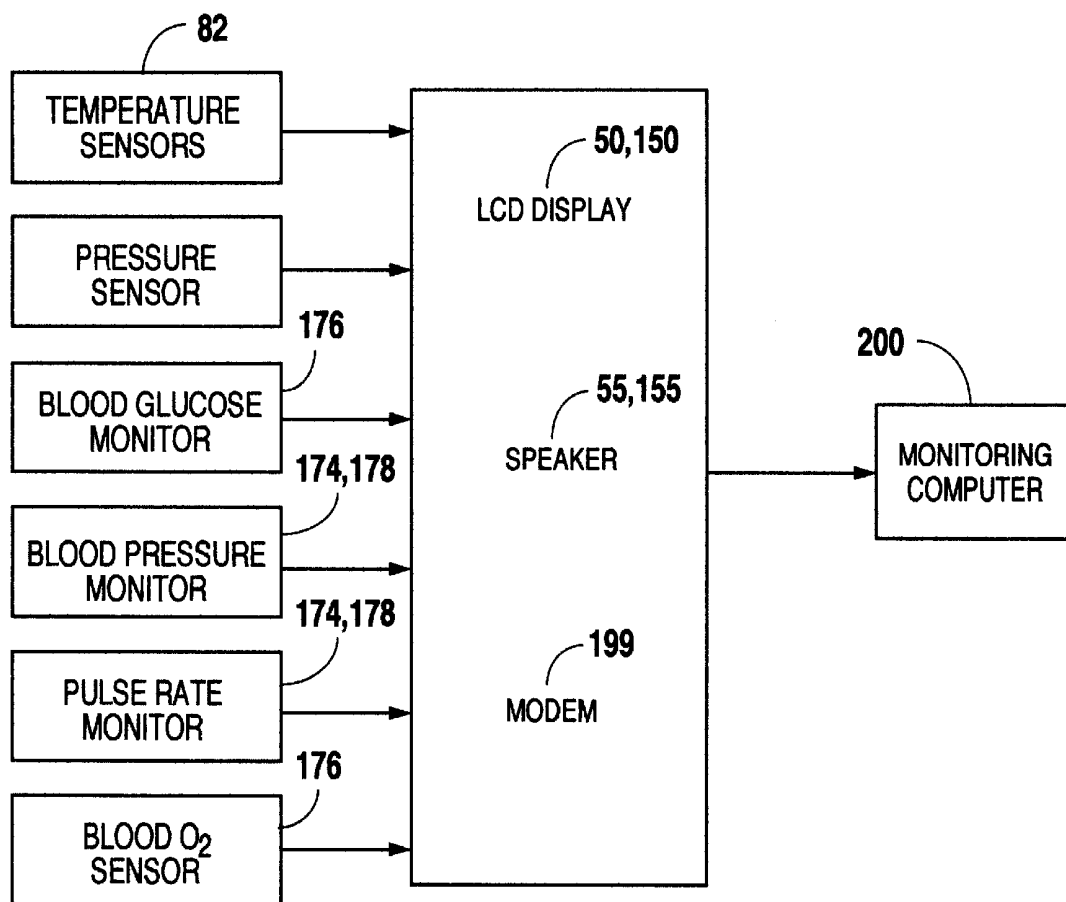 82
TEMPERATURE
SENSORS
PRESSURE
SENSOR
176
BLOOD GLUCOSE
MONITOR
174,178
BLOOD PRESSURE
MONITOR
174,178
PULSE RATE
MONITOR
176
BLOOD O2
SENSOR
50,150
LCD DISPLAY
55,155
SPEAKER
199
MODEM
200
MONITORING
COMPUTER